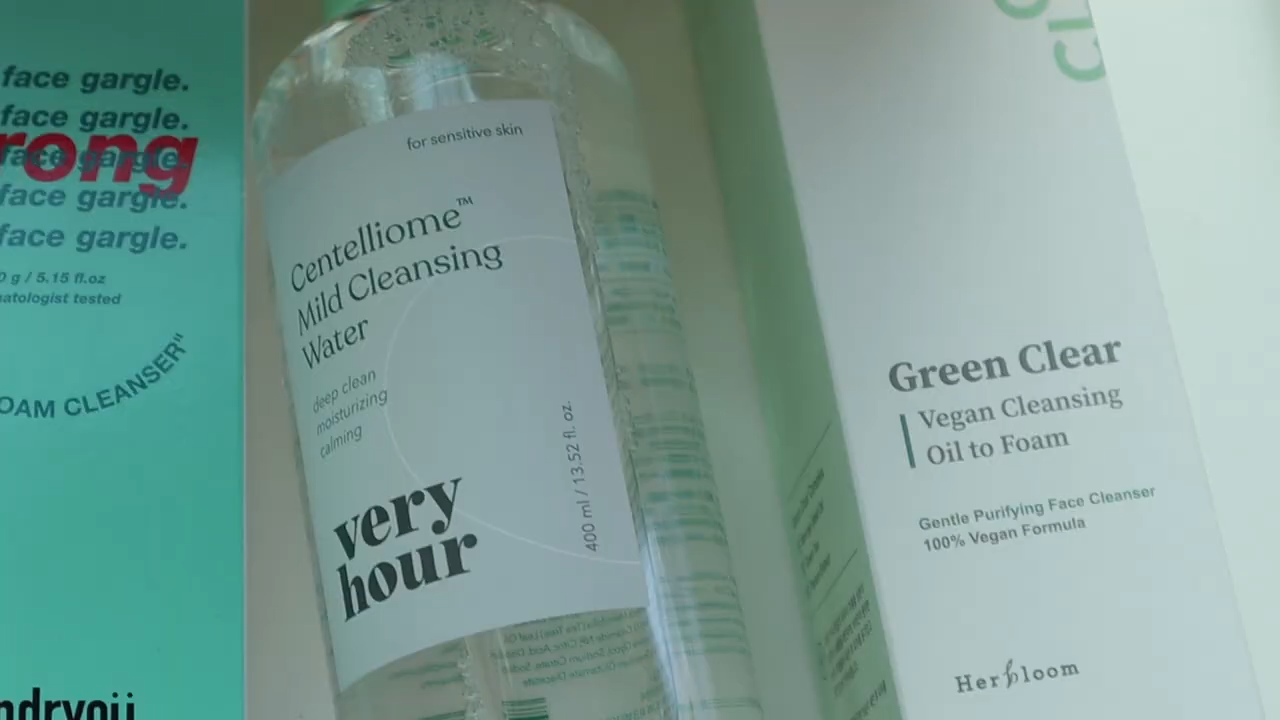 face gargle.
face gargle.
rong
face gargle.
face gargle.
face gargle.
0 g / 5.15 fl.oz
atologist tested
OAM CLEANSER"
for sensitive skin
Centelliome™
Mild Cleansing
Water
deep clean
moisturizing
calming
400 ml / 13.52 fl. oz.
very
hour
Green Clear
Vegan Cleansing
Oil to Foam
Gentle Purifying Face Cleanser
100% Vegan Formula
Herbloom